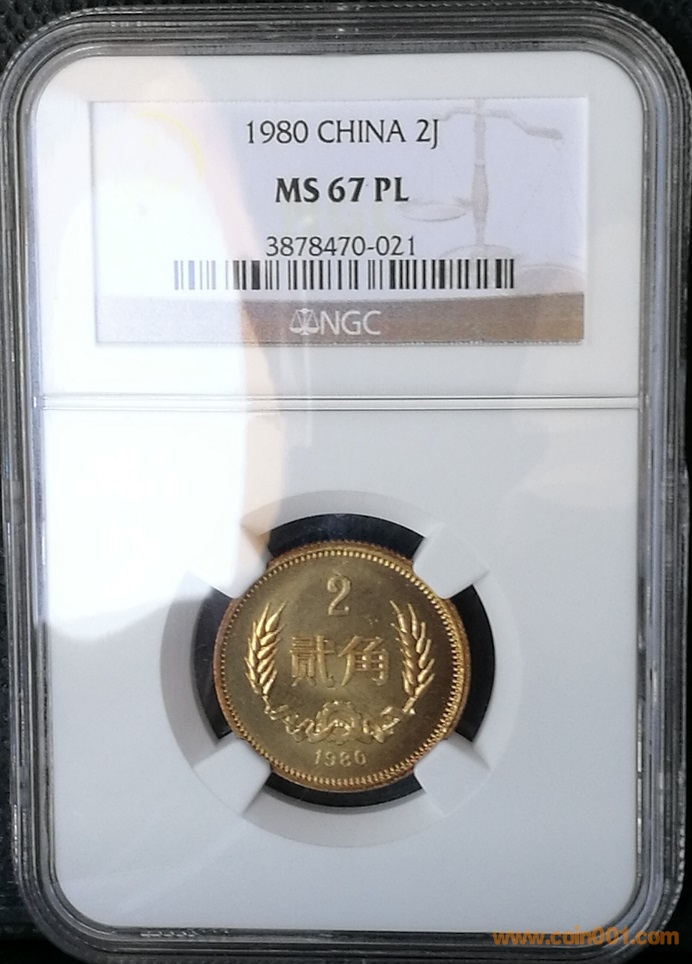 1980 CHINA 2J
MS 67 PL
3878470-021
NGC
2
贰角
1980
www.coin001.com